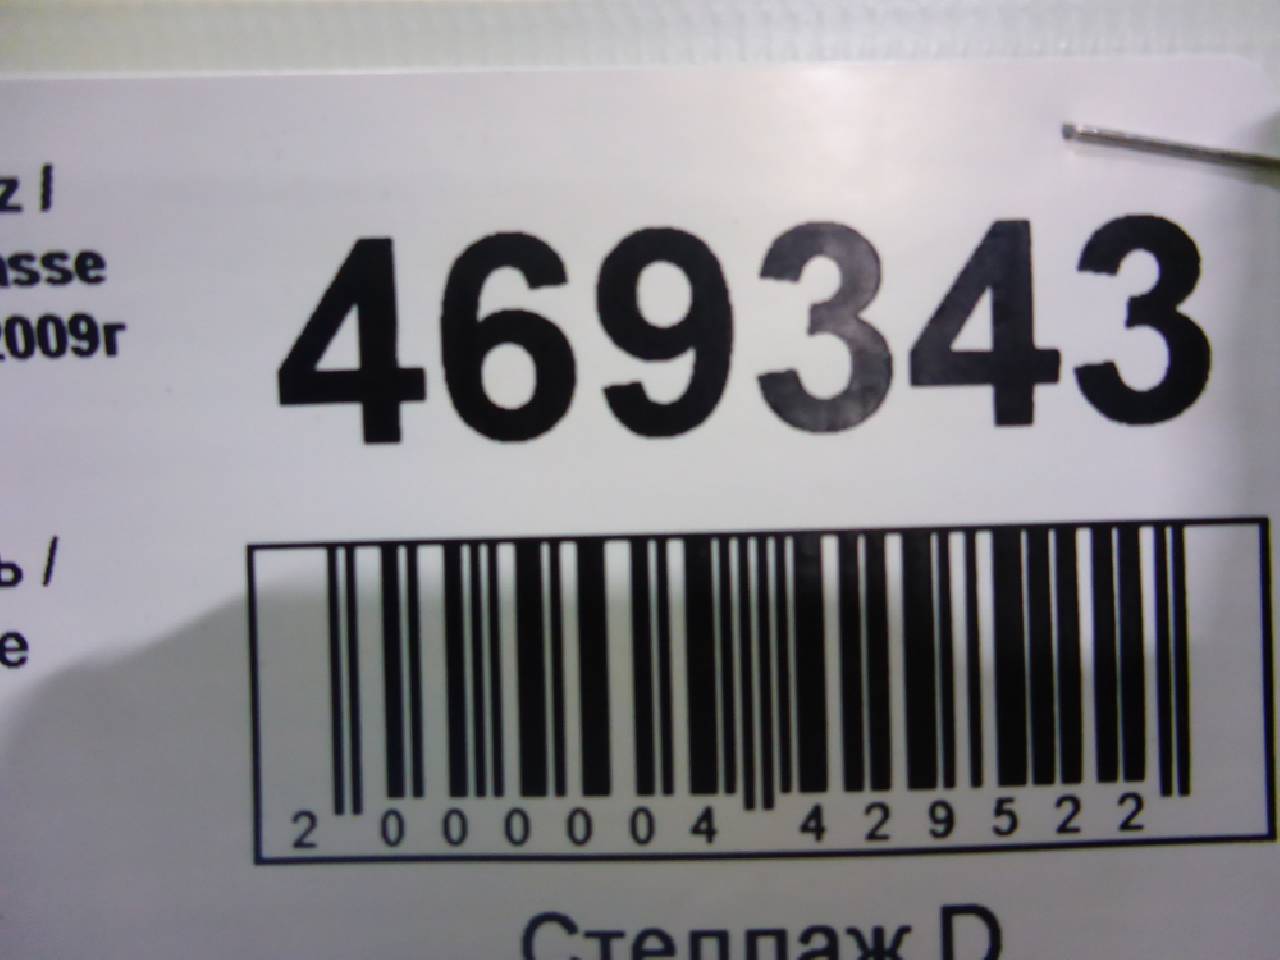 z I
asse
2009г
469343
ь /
е
2 000004 429522
Стеллаж D